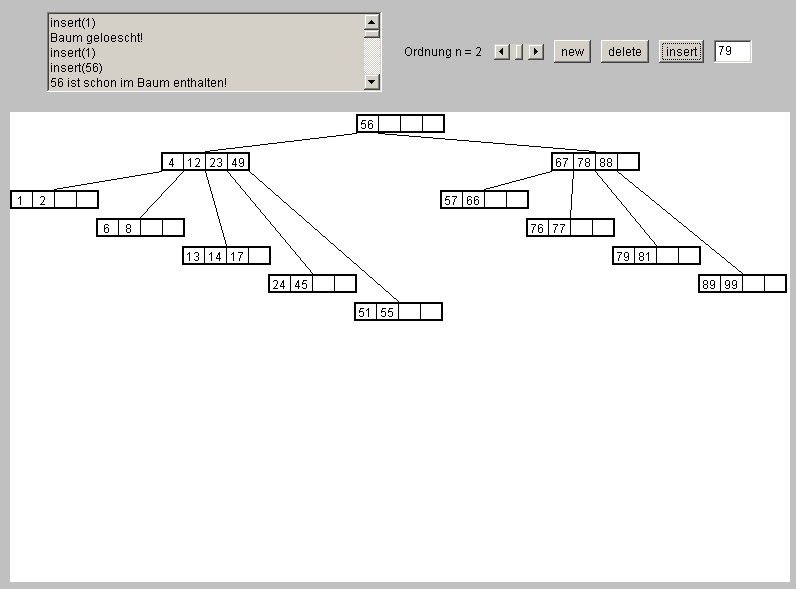 insert(1)
Baum geloescht!
insert(1)
insert(56)
56 ist schon im Baum enthalten!
Ordnung n = 2 new delete insert 79
56
4 12 23 49
67 78 88
1 2
57 66
6 8
76 77
13 14 17
79 81
24 45
89 99
51 55